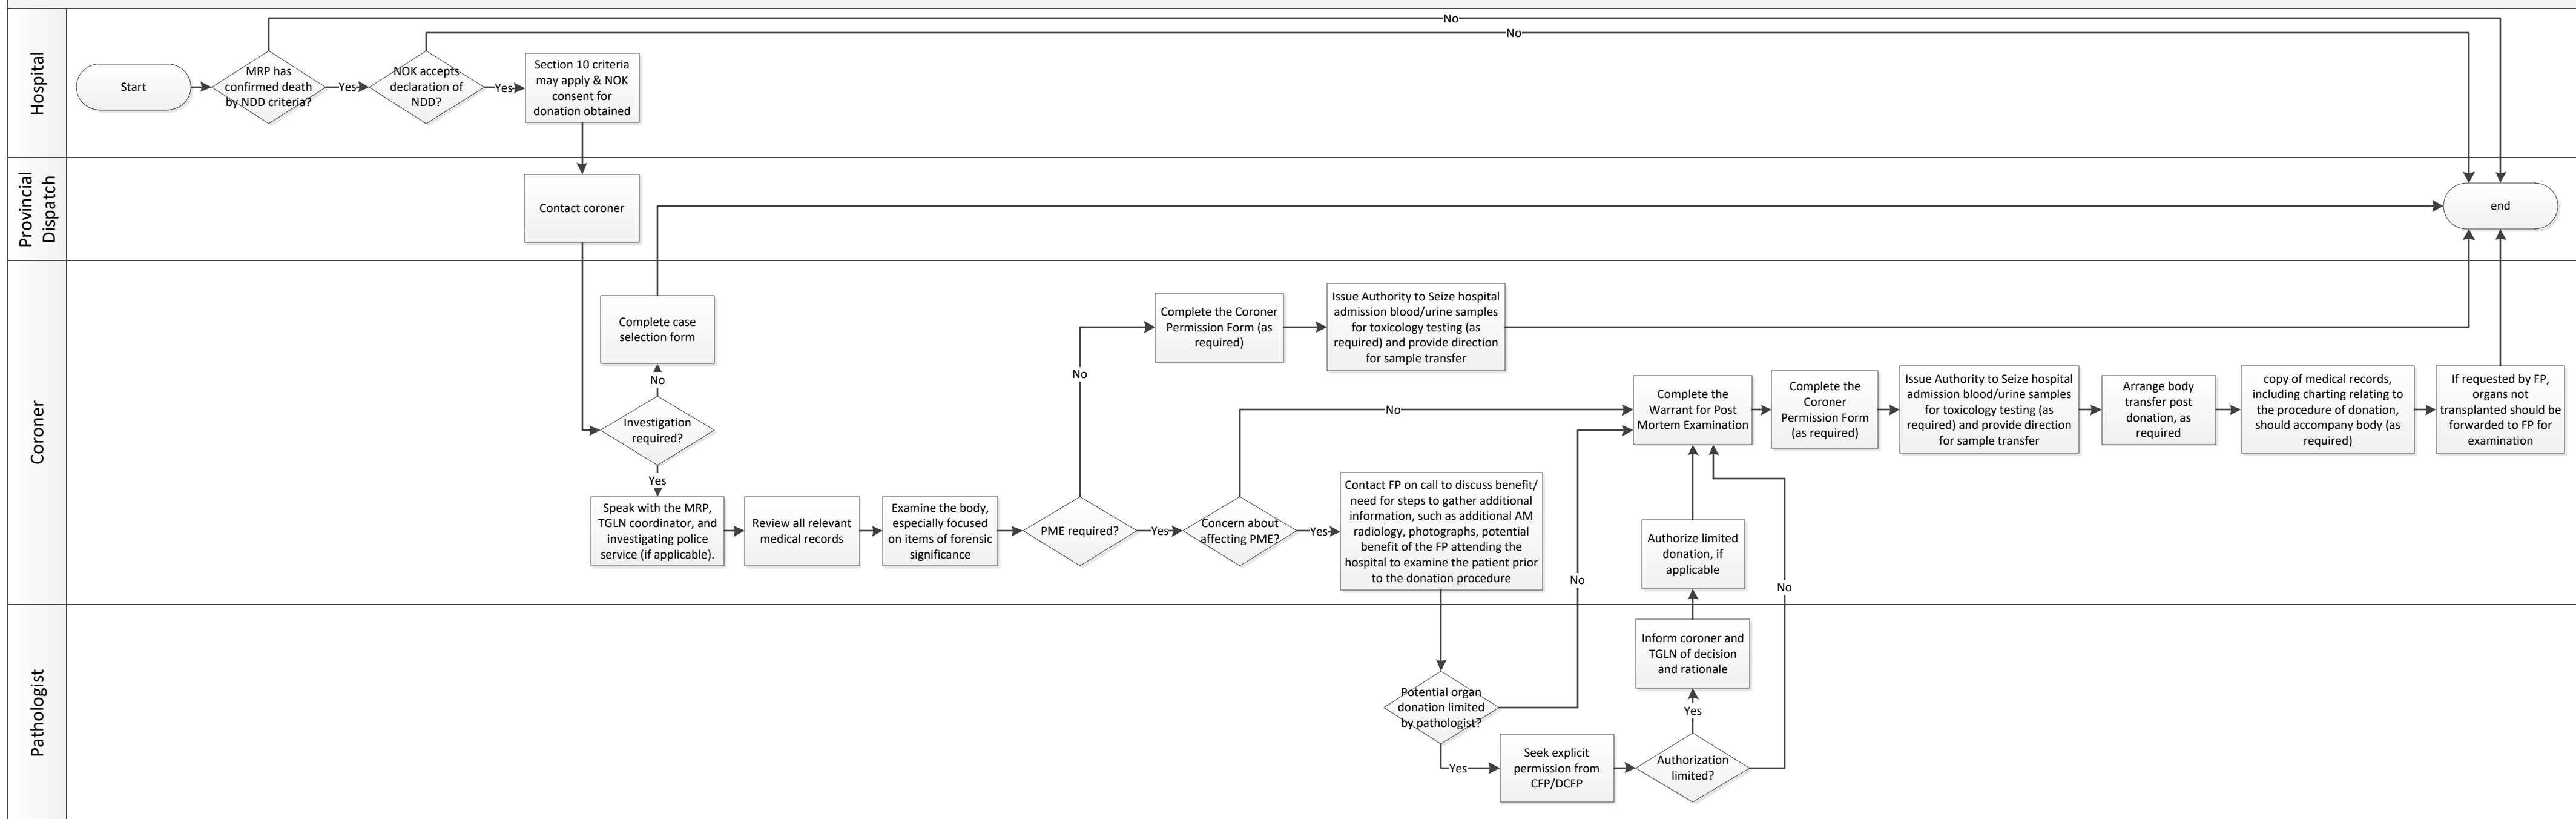 Hospital
Start
MRP has
confirmed death
by NDD criteria?
Yes
No
NOK accepts
declaration of
NDD?
Yes
No
Section 10 criteria
may apply & NOK
consent for
donation obtained
Provincial
Dispatch
Contact coroner
end
Coroner
Complete case
selection form
No
Investigation
required?
Yes
Speak with the MRP,
TGLN coordinator, and
investigating police
service (if applicable).
Review all relevant
medical records
Examine the body,
especially focused
on items of forensic
significance
PME required?
No
Complete the Coroner
Permission Form (as
required)
Issue Authority to Seize hospital
admission blood/urine samples
for toxicology testing (as
required) and provide direction
for sample transfer
Yes
Concern about
affecting PME?
No
Yes
Contact FP on call to discuss benefit/
need for steps to gather additional
information, such as additional AM
radiology, photographs, potential
benefit of the FP attending the
hospital to examine the patient prior
to the donation procedure
Complete the
Warrant for Post
Mortem Examination
Complete the
Coroner
Permission Form
(as required)
Issue Authority to Seize hospital
admission blood/urine samples
for toxicology testing (as
required) and provide direction
for sample transfer
Arrange body
transfer post
donation, as
required
copy of medical records,
including charting relating to
the procedure of donation,
should accompany body (as
required)
If requested by FP,
organs not
transplanted should be
forwarded to FP for
examination
Authorize limited
donation, if
applicable
No
No
Pathologist
Potential organ
donation limited
by pathologist?
Yes
Seek explicit
permission from
CFP/DCFP
Authorization
limited?
Yes
Inform coroner and
TGLN of decision
and rationale